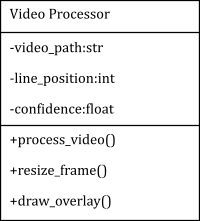 Video Processor
-video_path:str
-line_position:int
-confidence:float
+process_video()
+resize_frame()
+draw_overlay()